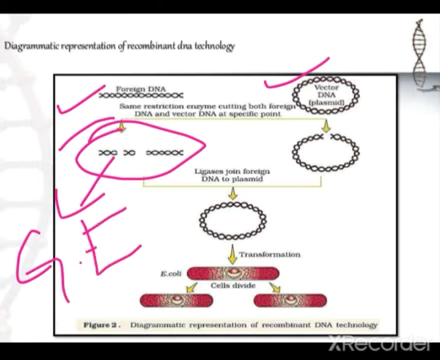 Diagrammatic representation of recombinant dna technology
Foreign DNA
Vector
DNA
(plasmid)
Same restriction enzyme cutting both foreign
DNA and vector DNA at specific point
Ligases join foreign
DNA to plasmid
G.E
Transformation
E.coli
Cells divide
Figure 2. Diagrammatic representation of recombinant DNA technology
XRecorder